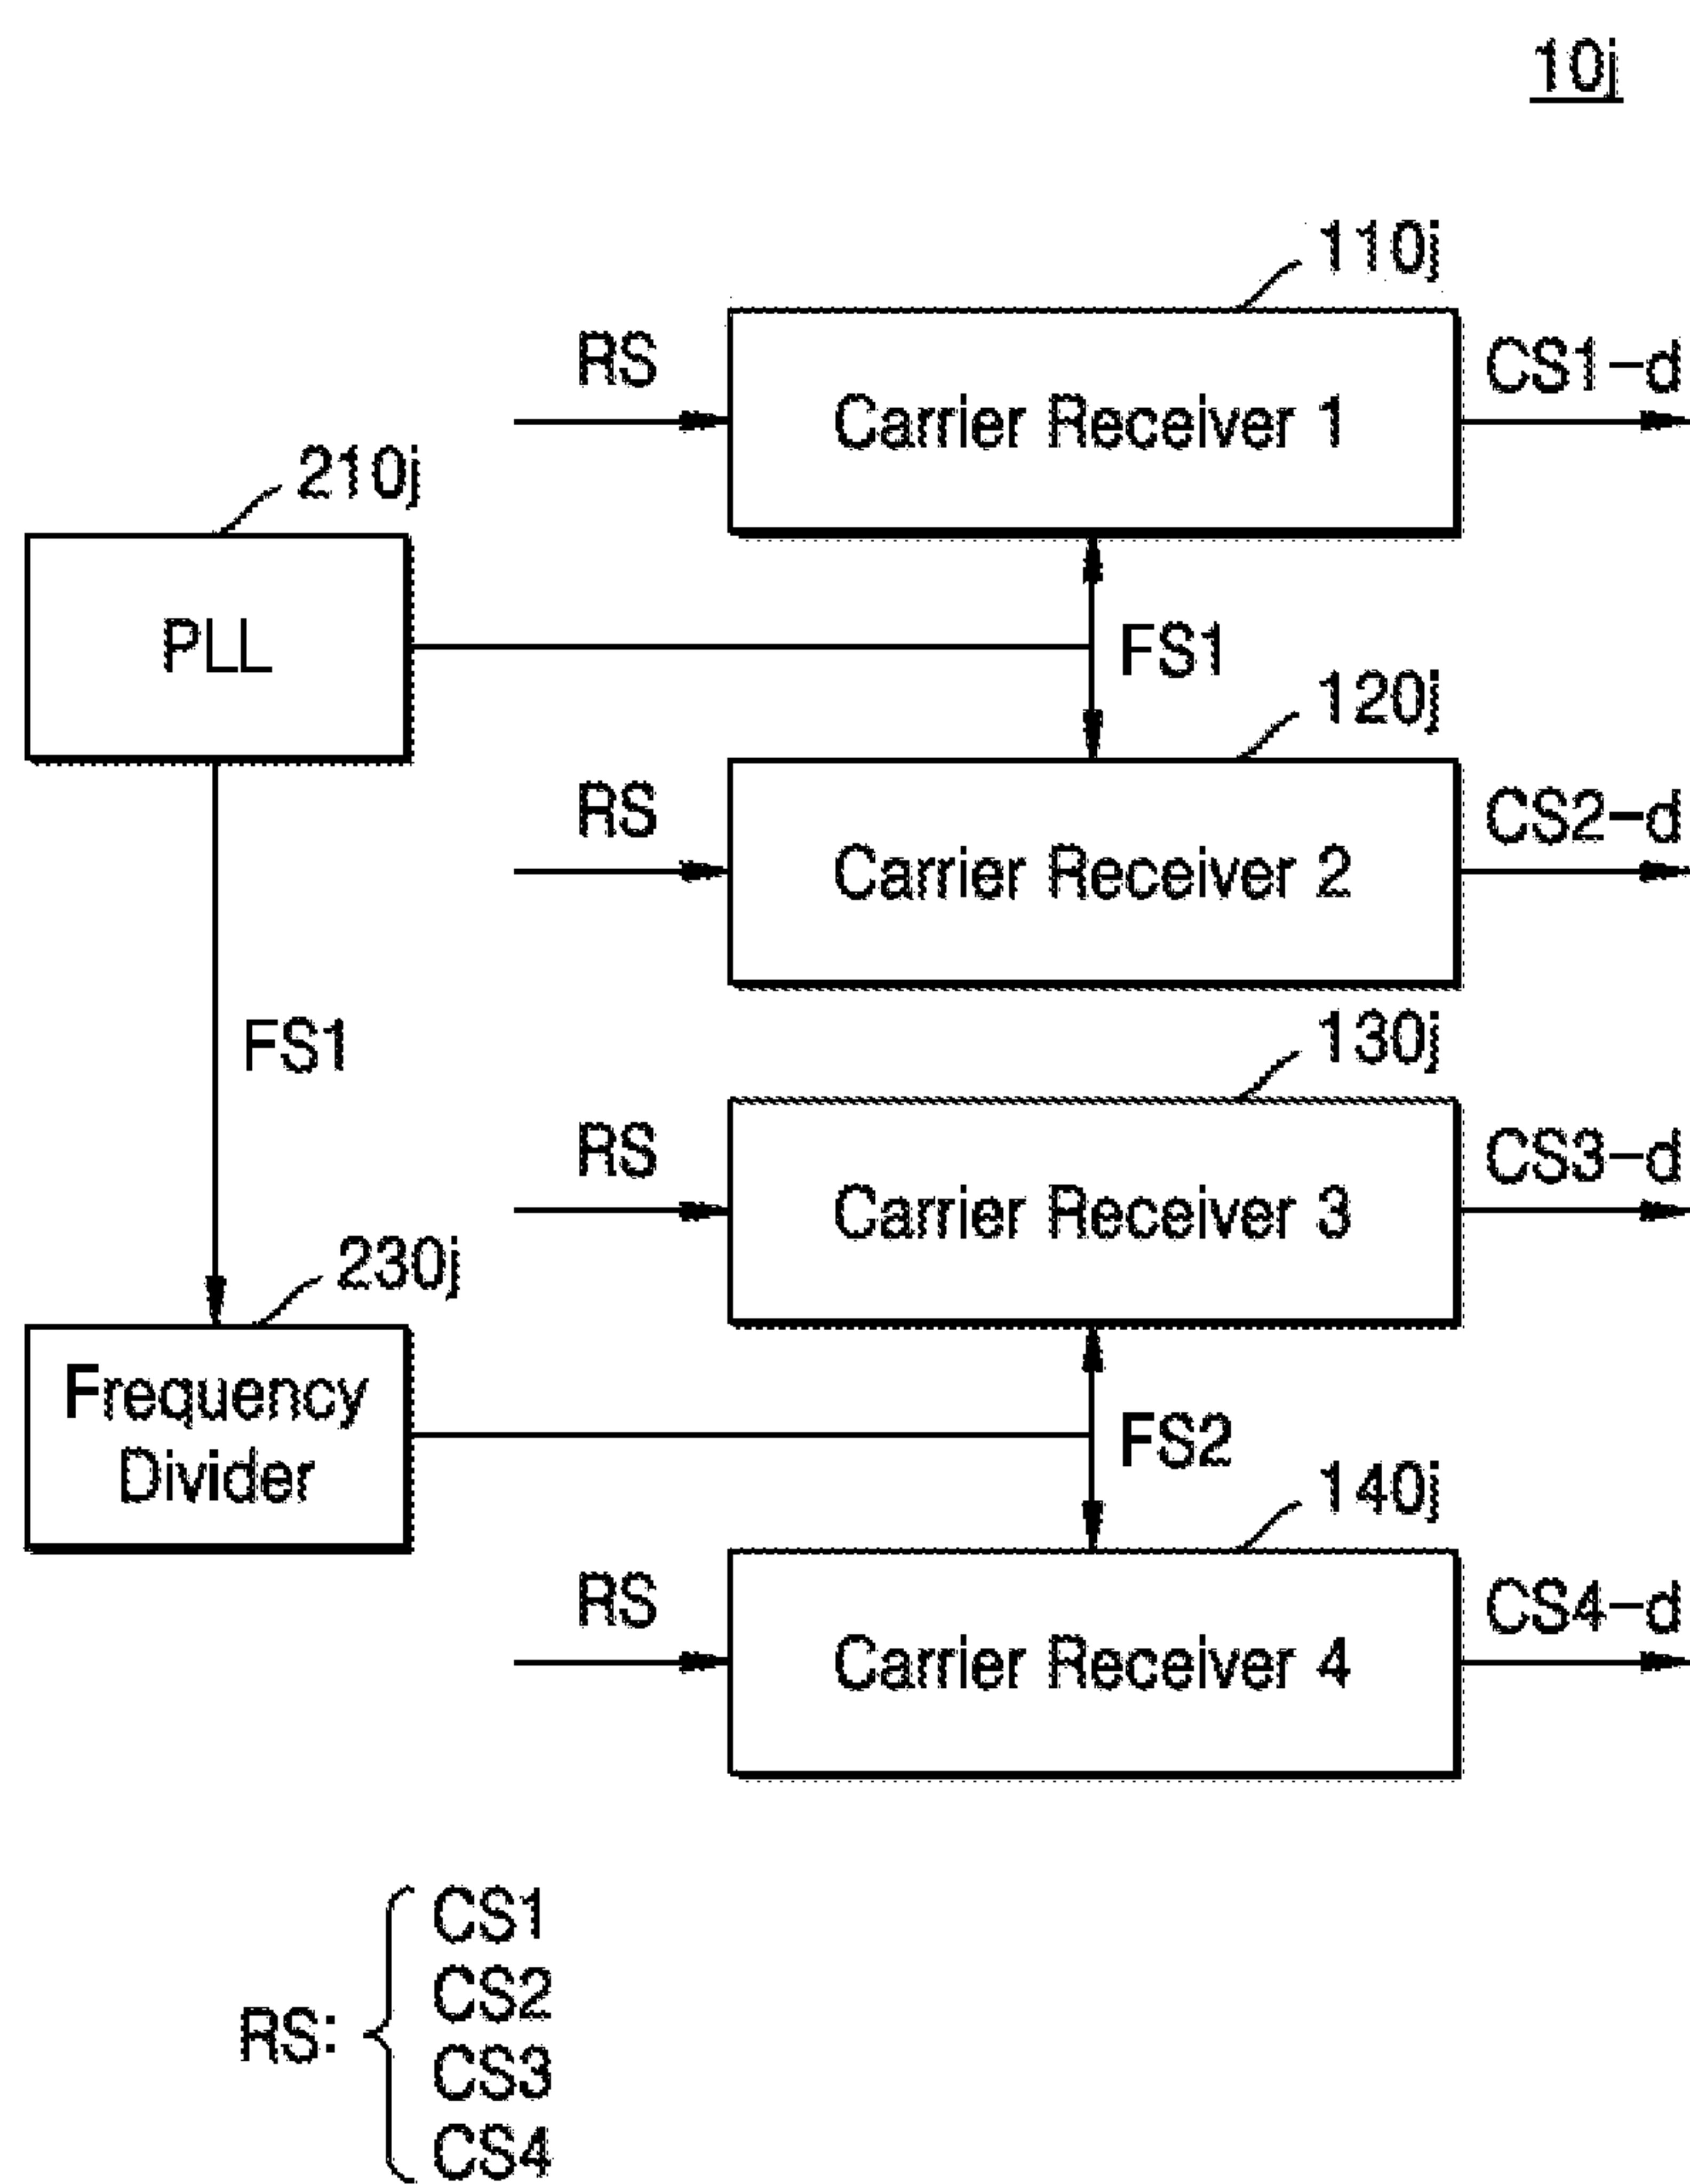 10j
110j
RS
Carrier Receiver 1
CS1-d
210j
PLL
FS1
120j
RS
Carrier Receiver 2
CS2-d
FS1
130j
RS
Carrier Receiver 3
CS3-d
230j
Frequency
Divider
FS2
140j
RS
Carrier Receiver 4
CS4-d
RS:
CS1
CS2
CS3
CS4